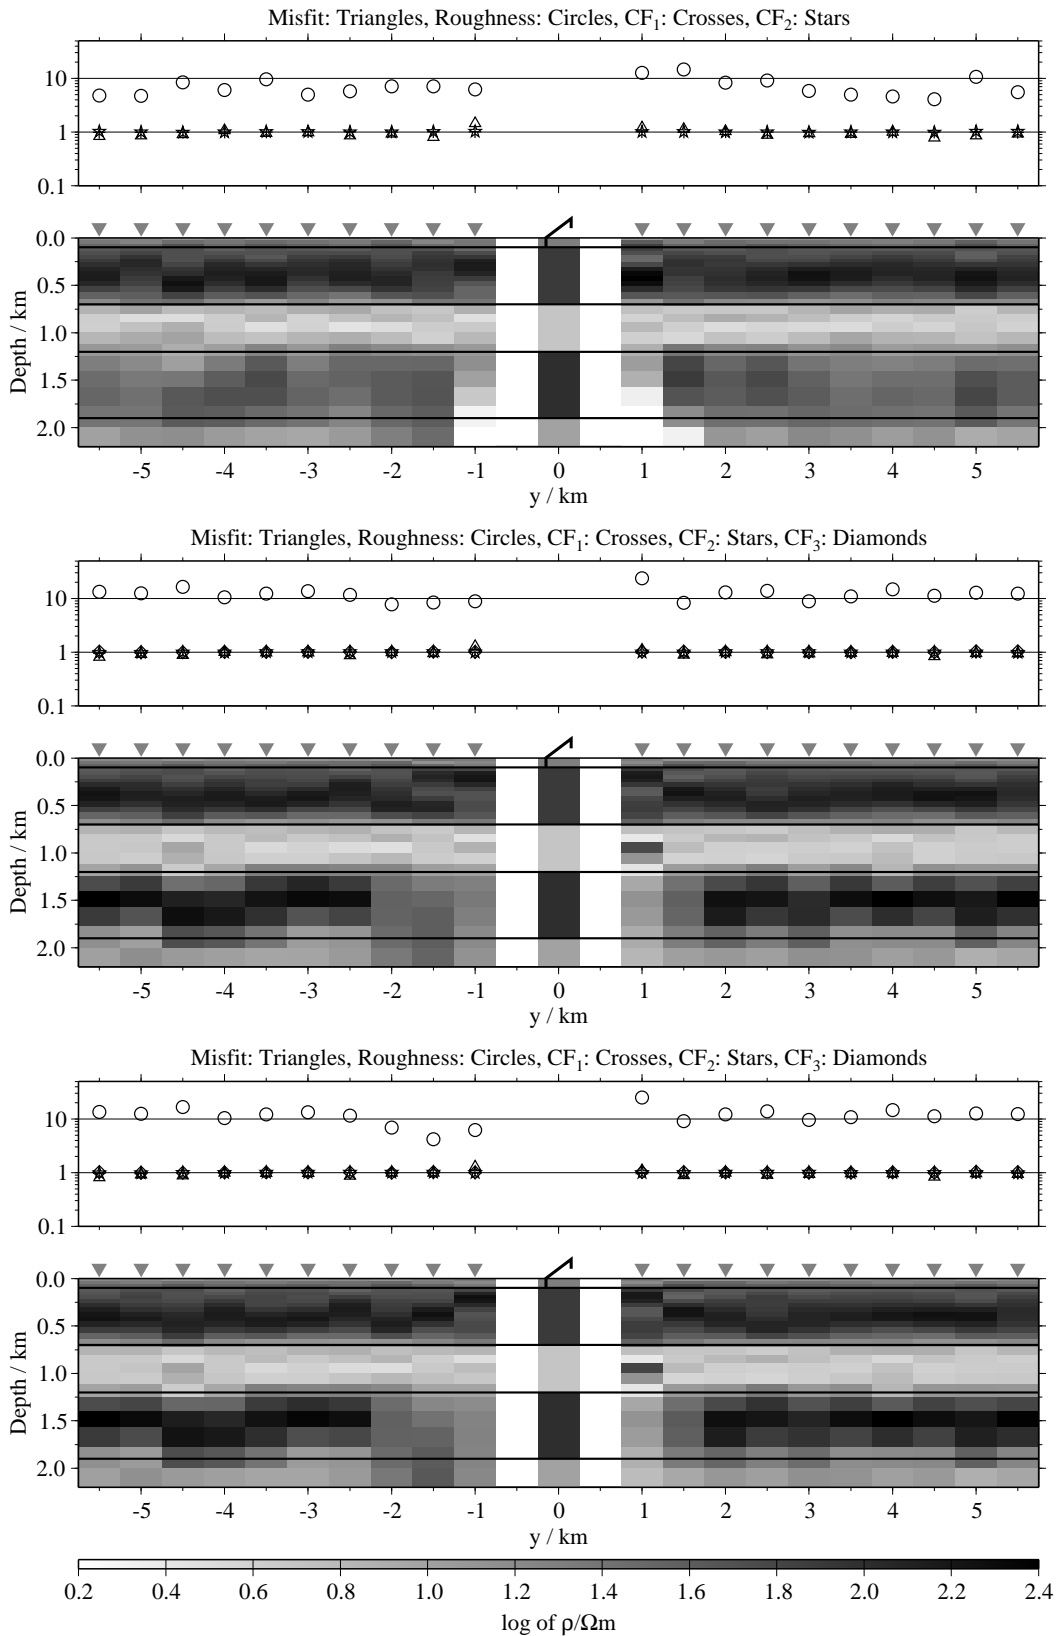 Misfit: Triangles, Roughness: Circles, CF₁: Crosses, CF₂: Stars
10
1
0.1
0.0
0.5
1.0
1.5
2.0
Depth / km
-5 -4 -3 -2 -1 0 1 2 3 4 5
y / km
Misfit: Triangles, Roughness: Circles, CF₁: Crosses, CF₂: Stars, CF₃: Diamonds
10
1
0.1
0.0
0.5
1.0
1.5
2.0
Depth / km
-5 -4 -3 -2 -1 0 1 2 3 4 5
y / km
Misfit: Triangles, Roughness: Circles, CF₁: Crosses, CF₂: Stars, CF₃: Diamonds
10
1
0.1
0.0
0.5
1.0
1.5
2.0
Depth / km
-5 -4 -3 -2 -1 0 1 2 3 4 5
y / km
0.2 0.4 0.6 0.8 1.0 1.2 1.4 1.6 1.8 2.0 2.2 2.4
log of ρ/Ωm